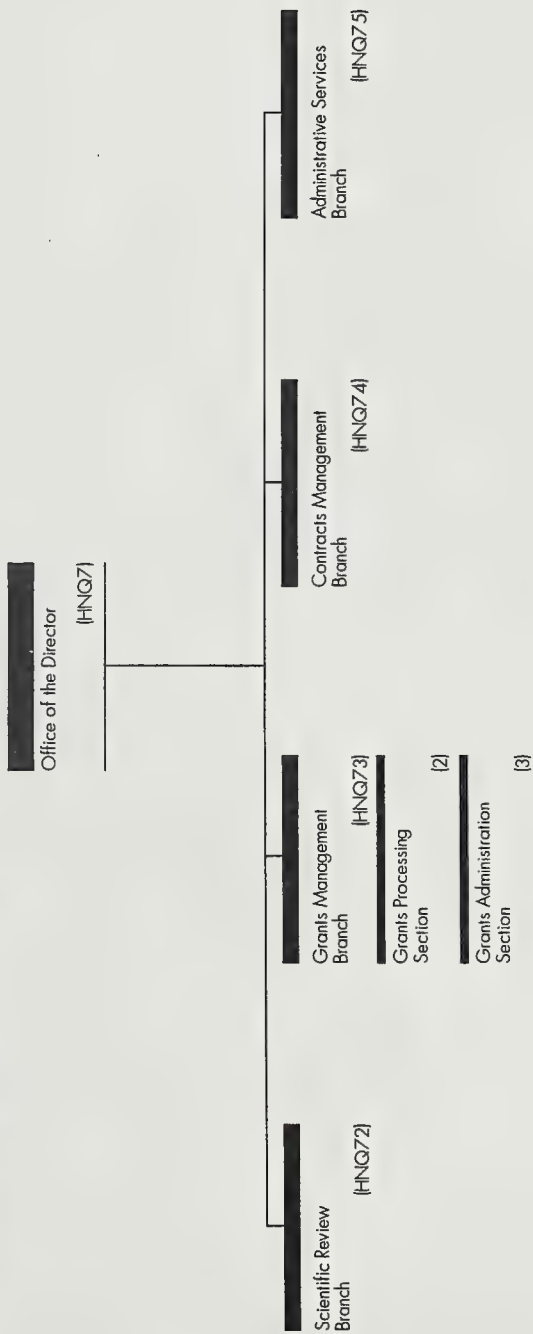 Office of the Director
(HNQ7)
Scientific Review
Branch
(HNQ72)
Grants Management
Branch
(HNQ73)
Grants Processing
Section
(2)
Grants Administration
Section
(3)
Contracts Management
Branch
(HNQ74)
Administrative Services
Branch
(HNQ75)